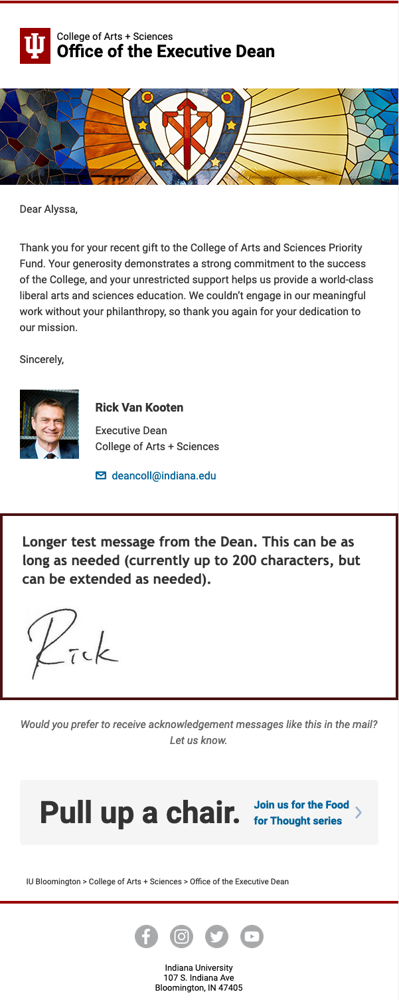 College of Arts + Sciences
Office of the Executive Dean
Dear Alyssa,
Thank you for your recent gift to the College of Arts and Sciences Priority
Fund. Your generosity demonstrates a strong commitment to the success
of the College, and your unrestricted support helps us provide a world-class
liberal arts and sciences education. We couldn’t engage in our meaningful
work without your philanthropy, so thank you again for your dedication to
our mission.
Sincerely,
Rick Van Kooten
Executive Dean
College of Arts + Sciences
deancoll@indiana.edu
Longer test message from the Dean. This can be as
long as needed (currently up to 200 characters, but
can be extended as needed).
Rick
Would you prefer to receive acknowledgement messages like this in the mail?
Let us know.
Pull up a chair.
Join us for the Food
for Thought series
IU Bloomington > College of Arts + Sciences > Office of the Executive Dean
Indiana University
107 S. Indiana Ave
Bloomington, IN 47405